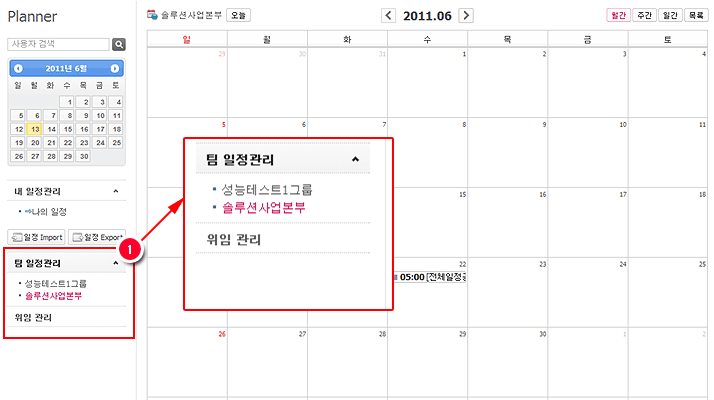 Planner
사용자 검색
2011년 6월
일 월 화 수 목 금 토
1 2 3 4
5 6 7 8 9 10 11
12 13 14 15 16 17 18
19 20 21 22 23 24 25
26 27 28 29 30
내 일정관리
나의 일정
일정 Import 일정 Export
팀 일정관리
성능테스트1그룹
솔루션사업본부
위임 관리
1
솔루션사업본부 오늘
2011.06
월간 주간 일간 목록
일 월 화 수 목 금 토
29 30 31 1 2 3 4
5 6 7 8 9 10 11
팀 일정관리
성능테스트1그룹
솔루션사업본부
위임 관리
15 16 17 18
22 23 24 25
05:00 [전체일정공
26 27 28 29 30 1 2